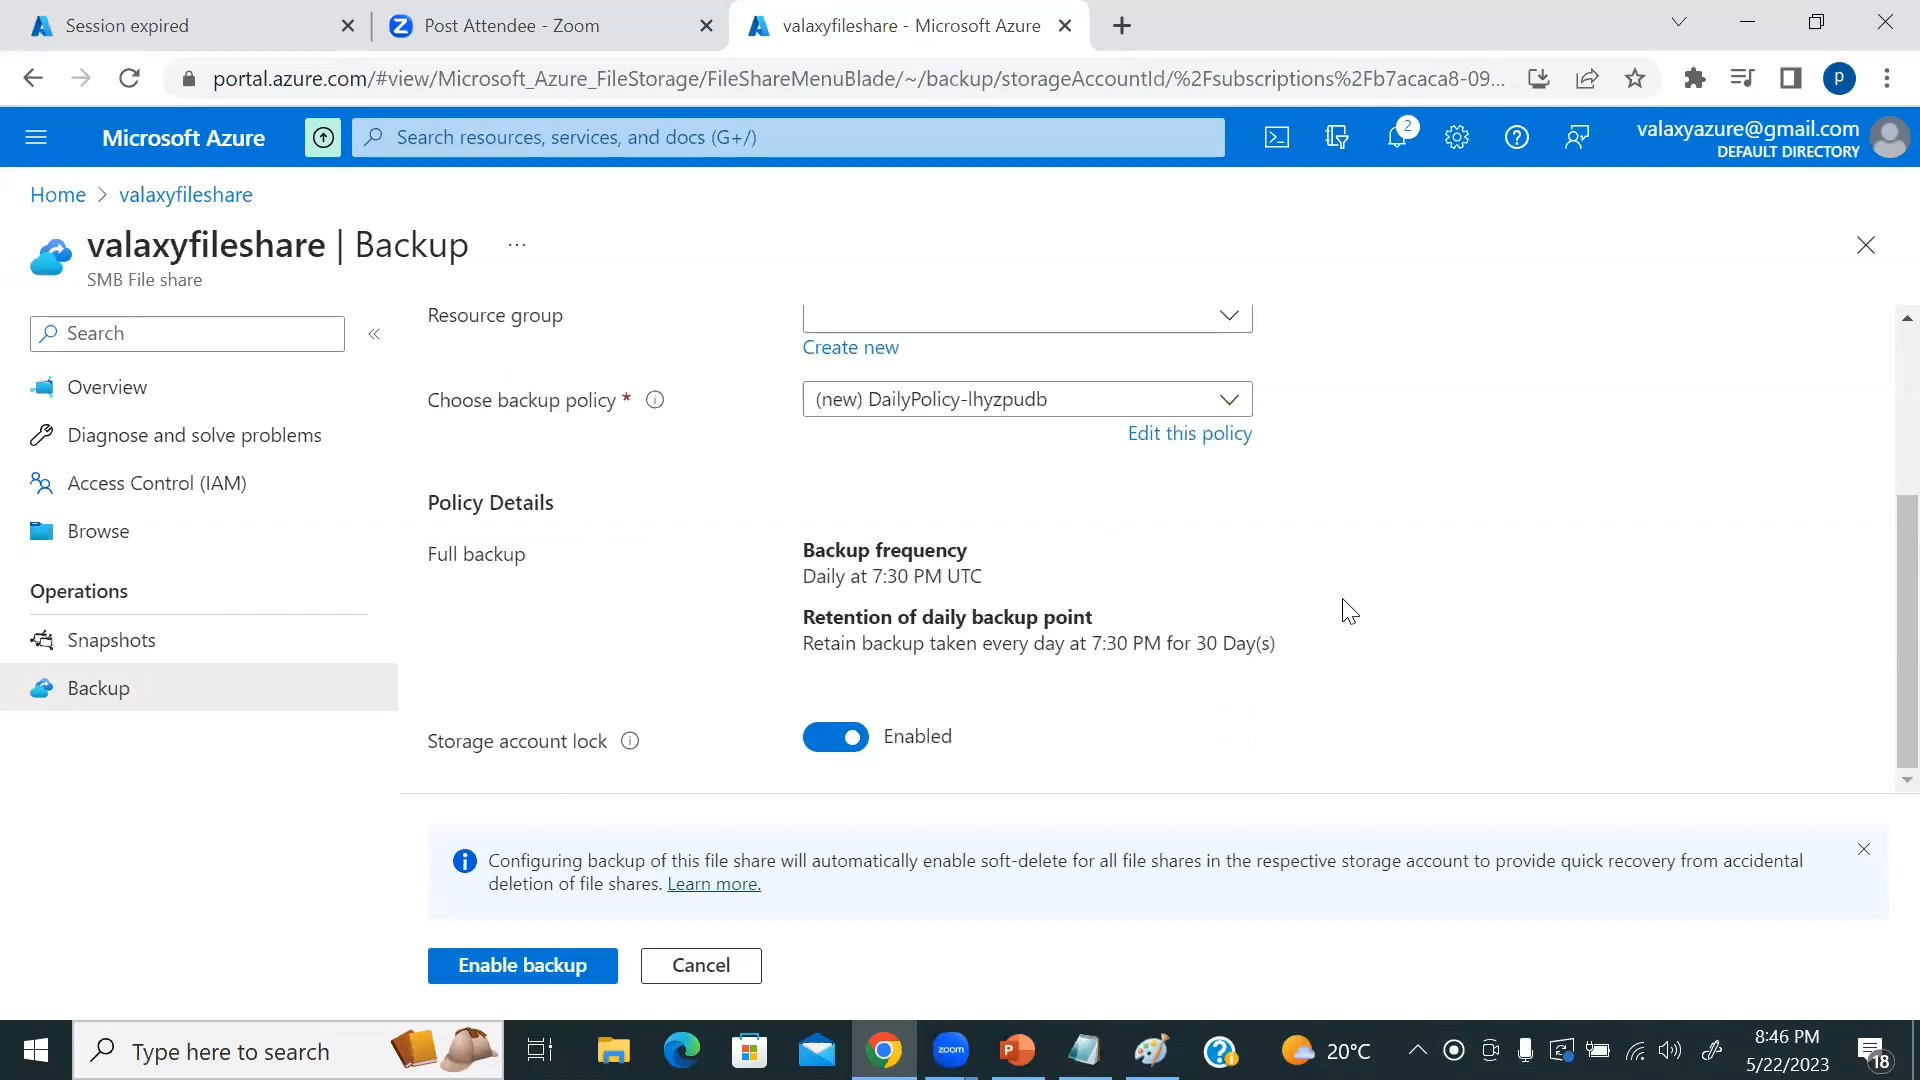 Session expired
Post Attendee - Zoom
valaxyfileshare - Microsoft Azure
portal.azure.com/#view/Microsoft_Azure_FileStorage/FileShareMenuBlade/~/backup/storageAccountId/%2Fsubscriptions%2Fb7acaca8-09...
P
Microsoft Azure
Search resources, services, and docs (G+/)
2
valaxyazure@gmail.com
DEFAULT DIRECTORY
Home > valaxyfileshare
valaxyfileshare | Backup ...
SMB File share
Search
«
Overview
Diagnose and solve problems
Access Control (IAM)
Browse
Operations
Snapshots
Backup
Resource group
Create new
Choose backup policy *
(new) DailyPolicy-lhyzpudb
Edit this policy
Policy Details
Full backup
Backup frequency
Daily at 7:30 PM UTC
Retention of daily backup point
Retain backup taken every day at 7:30 PM for 30 Day(s)
Storage account lock
Enabled
Configuring backup of this file share will automatically enable soft-delete for all file shares in the respective storage account to provide quick recovery from accidental
deletion of file shares. Learn more.
Enable backup
Cancel
Type here to search
zoom
20°C
8:46 PM
5/22/2023
18